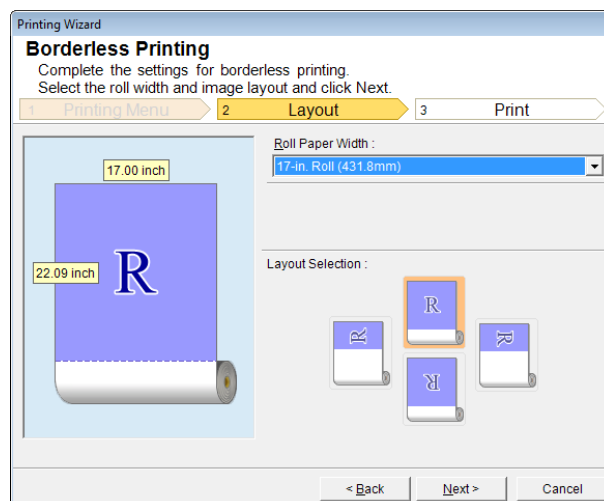 Printing Wizard
Borderless Printing
Complete the settings for borderless printing.
Select the roll width and image layout and click Next.
1 Printing Menu 2 Layout 3 Print
Roll Paper Width :
17-in. Roll (431.8mm)
17.00 inch
22.09 inch
R
Layout Selection :
R
R
R
R
< Back Next > Cancel